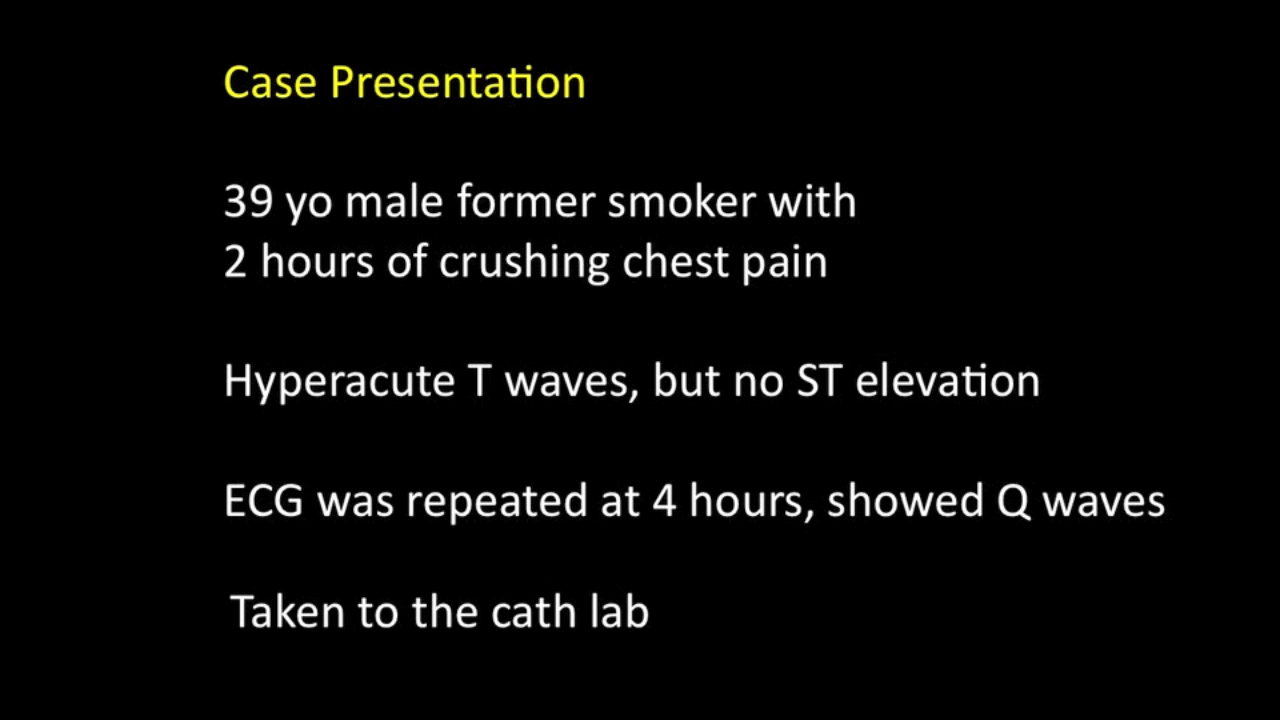 Case Presentation
39 yo male former smoker with
2 hours of crushing chest pain
Hyperacute T waves, but no ST elevation
ECG was repeated at 4 hours, showed Q waves
Taken to the cath lab